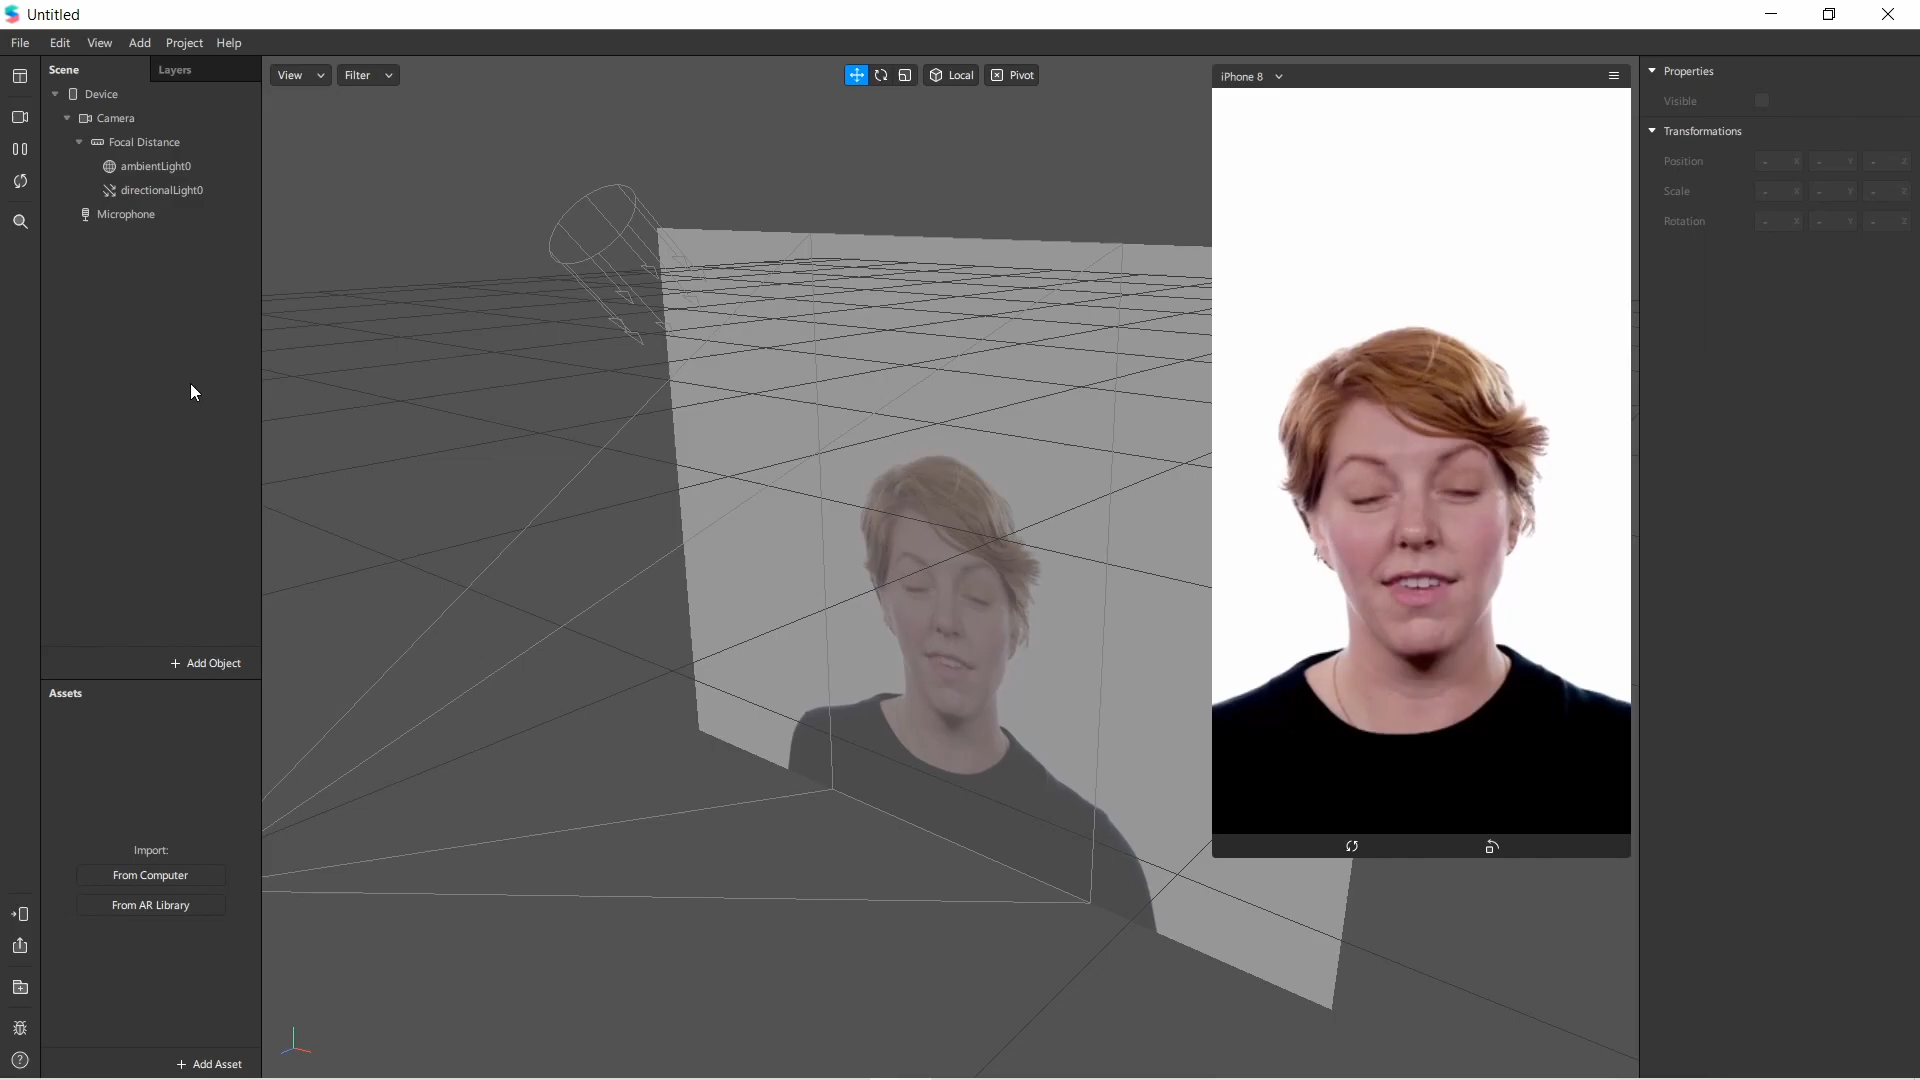 Untitled
File Edit View Add Project Help
Scene Layers
Device
Camera
Focal Distance
ambientLight0
directionalLight0
Microphone
+ Add Object
Assets
Import:
From Computer
From AR Library
+ Add Asset
View Filter Local Pivot
iPhone 8
Properties
Visible
Transformations
Position - X - Y - Z
Scale - X - Y - Z
Rotation - X - Y - Z